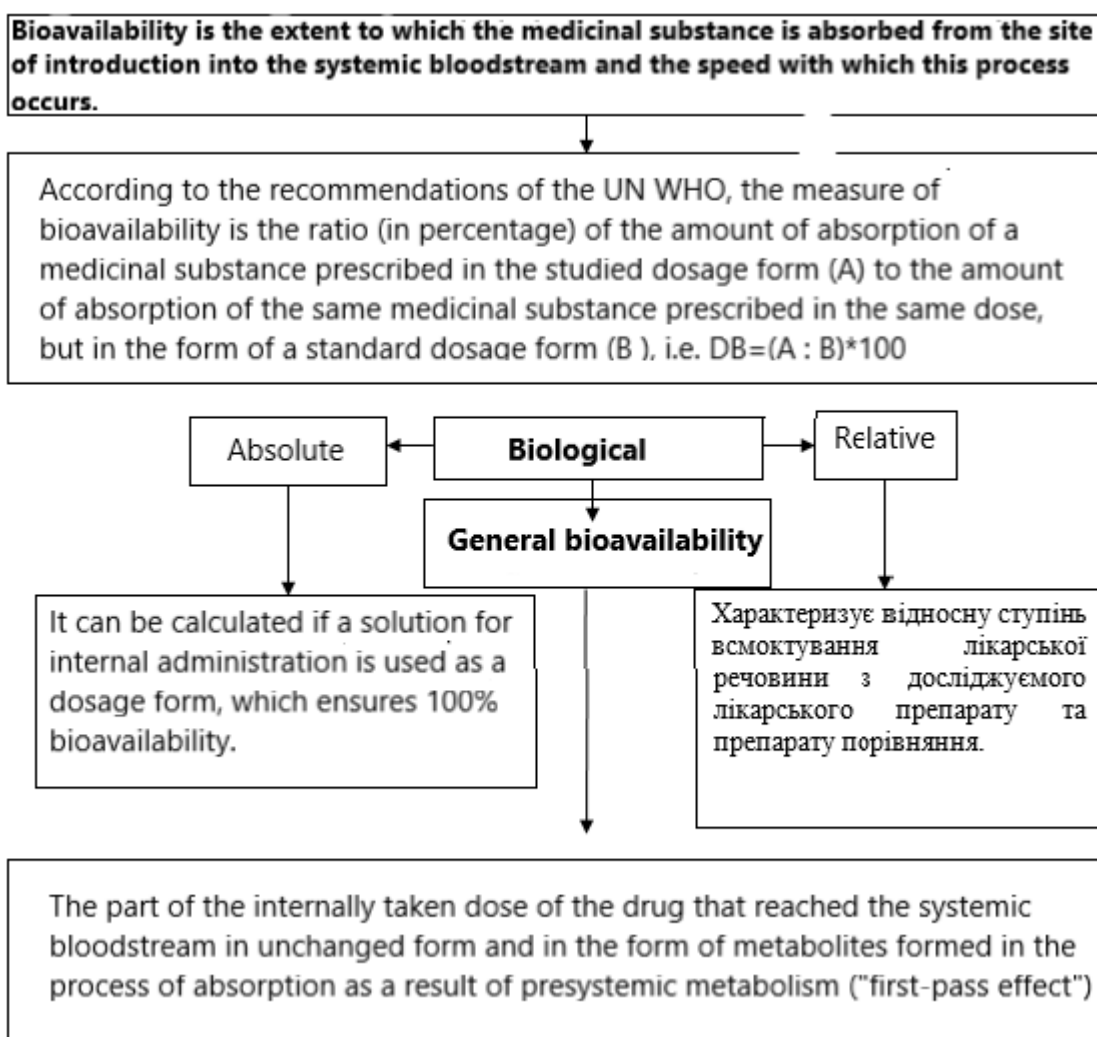 Bioavailability is the extent to which the medicinal substance is absorbed from the site
of introduction into the systemic bloodstream and the speed with which this process
occurs.
According to the recommendations of the UN WHO, the measure of
bioavailability is the ratio (in percentage) of the amount of absorption of a
medicinal substance prescribed in the studied dosage form (A) to the amount
of absorption of the same medicinal substance prescribed in the same dose,
but in the form of a standard dosage form (B ), i.e. DB=(A : B)*100
Absolute
Biological
Relative
General bioavailability
It can be calculated if a solution for
internal administration is used as a
dosage form, which ensures 100%
bioavailability.
Характеризує відносну ступінь
всмоктування лікарської
речовини з досліджуємого
лікарського препарату та
препарату порівняння.
The part of the internally taken dose of the drug that reached the systemic
bloodstream in unchanged form and in the form of metabolites formed in the
process of absorption as a result of presystemic metabolism ("first-pass effect")